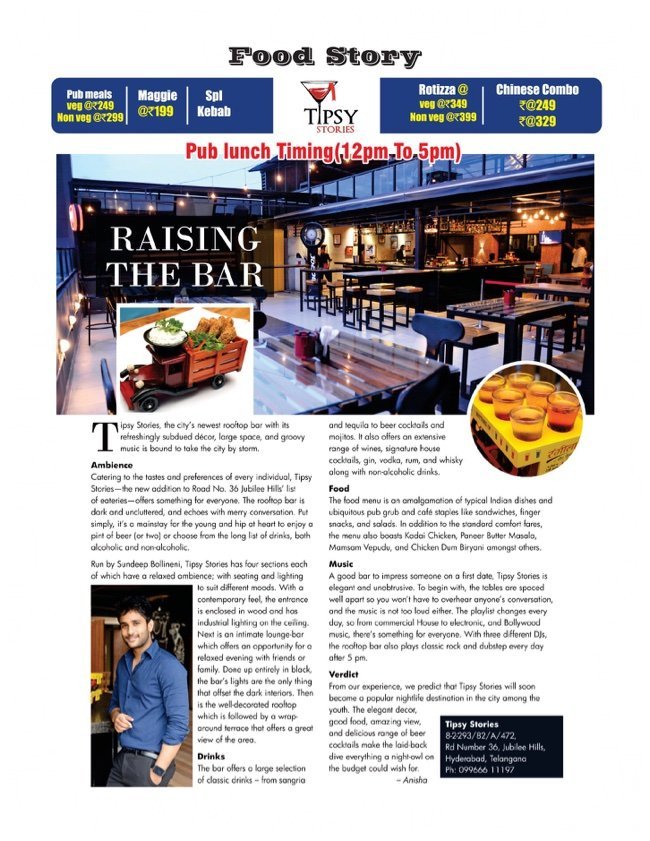 Food Story
Pub meals
veg @₹249
Non veg @₹299
Maggie
@₹199
Spl
Kebab
TIPSY
STORIES
Rotizza @
veg @₹349
Non veg @₹399
Chinese Combo
₹@249
₹@329
Pub lunch Timing(12pm To 5pm)
RAISING
THE BAR
Tipsy Stories, the city's newest rooftop bar with its
refreshingly subdued décor, large space, and groovy
music is bound to take the city by storm.
Ambience
Catering to the tastes and preferences of every individual, Tipsy
Stories—the new addition to Road No. 36 Jubilee Hills' list
of eateries—offers something for everyone. The rooftop bar is
dark and uncluttered, and echoes with merry conversation. Put
simply, it's a mainstay for the young and hip at heart to enjoy a
pint of beer (or two) or choose from the long list of drinks, both
alcoholic and non-alcoholic.
Run by Sundeep Bollineni, Tipsy Stories has four sections each
of which have a relaxed ambience; with seating and lighting
to suit different moods. With a
contemporary feel, the entrance
is enclosed in wood and has
industrial lighting on the ceiling.
Next is an intimate lounge-bar
which offers an opportunity for a
relaxed evening with friends or
family. Done up entirely in black,
the bar's lights are the only thing
that offset the dark interiors. Then
is the well-decorated rooftop
which is followed by a wrap-
around terrace that offers a great
view of the area.
Drinks
The bar offers a large selection
of classic drinks – from sangria
and tequila to beer cocktails and
mojitos. It also offers an extensive
range of wines, signature house
cocktails, gin, vodka, rum, and whisky
along with non-alcoholic drinks.
Food
The food menu is an amalgamation of typical Indian dishes and
ubiquitous pub grub and café staples like sandwiches, finger
snacks, and salads. In addition to the standard comfort fares,
the menu also boasts Kadai Chicken, Paneer Butter Masala,
Mamsam Vepudu, and Chicken Dum Biryani amongst others.
Music
A good bar to impress someone on a first date, Tipsy Stories is
elegant and unobtrusive. To begin with, the tables are spaced
well apart so you won't have to overhear anyone's conversation,
and the music is not too loud either. The playlist changes every
day, so from commercial House to electronic, and Bollywood
music, there's something for everyone. With three different DJs,
the rooftop bar also plays classic rock and dubstep every day
after 5 pm.
Verdict
From our experience, we predict that Tipsy Stories will soon
become a popular nightlife destination in the city among the
youth. The elegant decor,
good food, amazing view,
and delicious range of beer
cocktails make the laid-back
dive everything a night-owl on
the budget could wish for.
– Anisha
Tipsy Stories
8-2-293/82/A/472,
Rd Number 36, Jubilee Hills,
Hyderabad, Telangana
Ph: 099666 11197